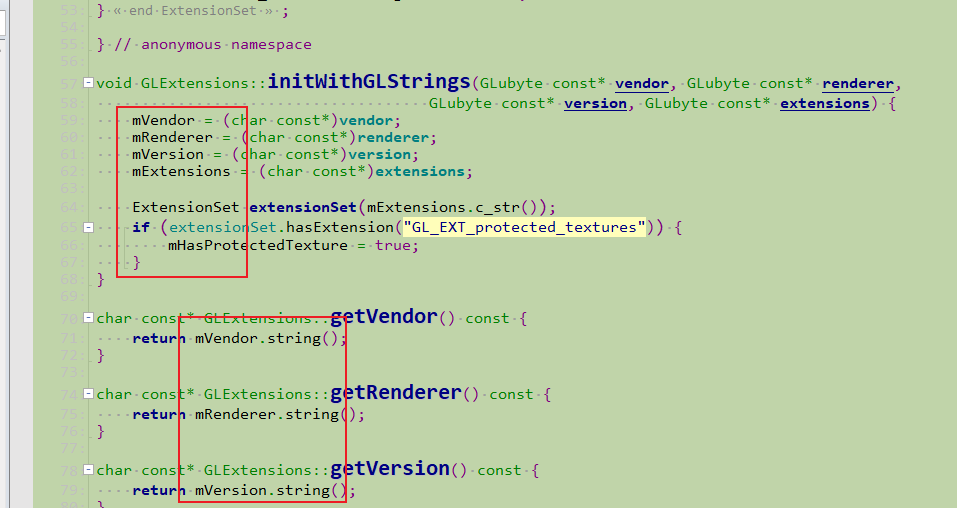 53: } « end ExtensionSet » ;
54:
55: } // anonymous namespace
56:
57: void GLExtensions::initWithGLStrings(GLubyte const* vendor, GLubyte const* renderer,
58: GLubyte const* version, GLubyte const* extensions) {
59: mVendor = (char const*)vendor;
60: mRenderer = (char const*)renderer;
61: mVersion = (char const*)version;
62: mExtensions = (char const*)extensions;
63:
64: ExtensionSet extensionSet(mExtensions.c_str());
65: if (extensionSet.hasExtension("GL_EXT_protected_textures")) {
66: mHasProtectedTexture = true;
67: }
68: }
69:
70: char const* GLExtensions::getVendor() const {
71: return mVendor.string();
72: }
73:
74: char const* GLExtensions::getRenderer() const {
75: return mRenderer.string();
76: }
77:
78: char const* GLExtensions::getVersion() const {
79: return mVersion.string();
80: }